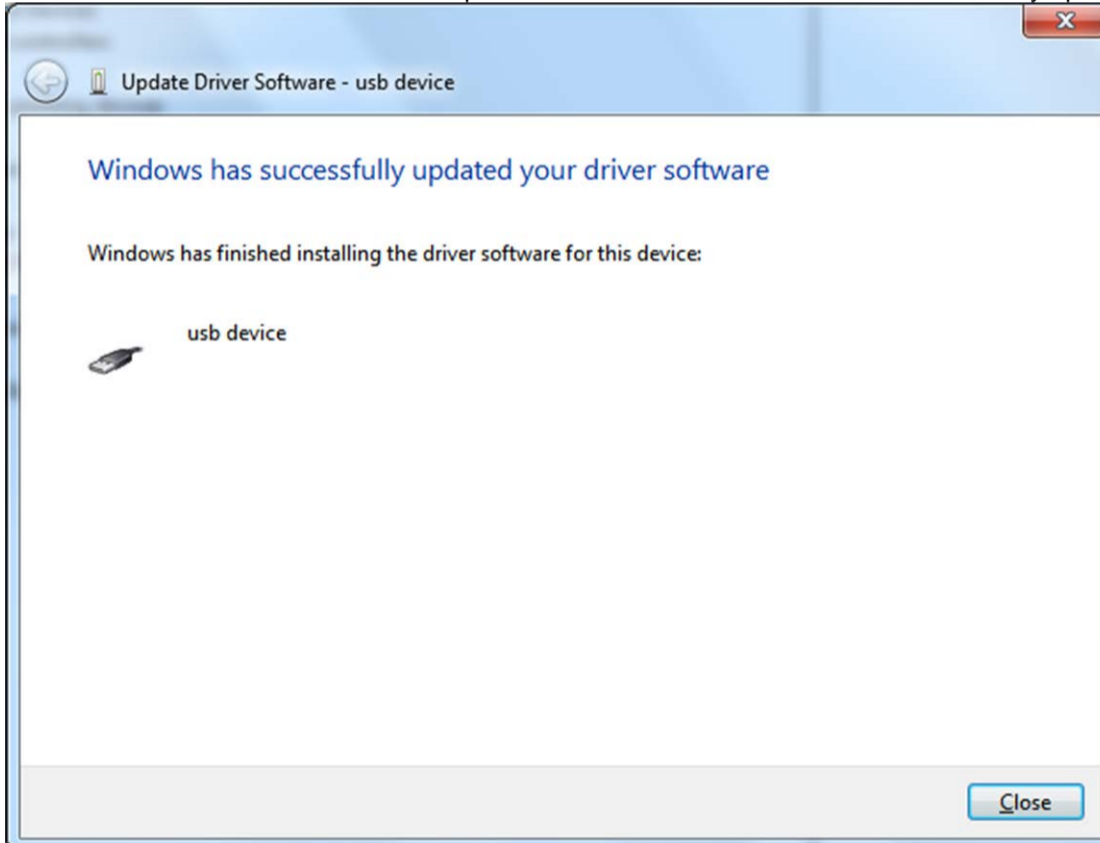 Update Driver Software - usb device
Windows has successfully updated your driver software
Windows has finished installing the driver software for this device:
usb device
Close